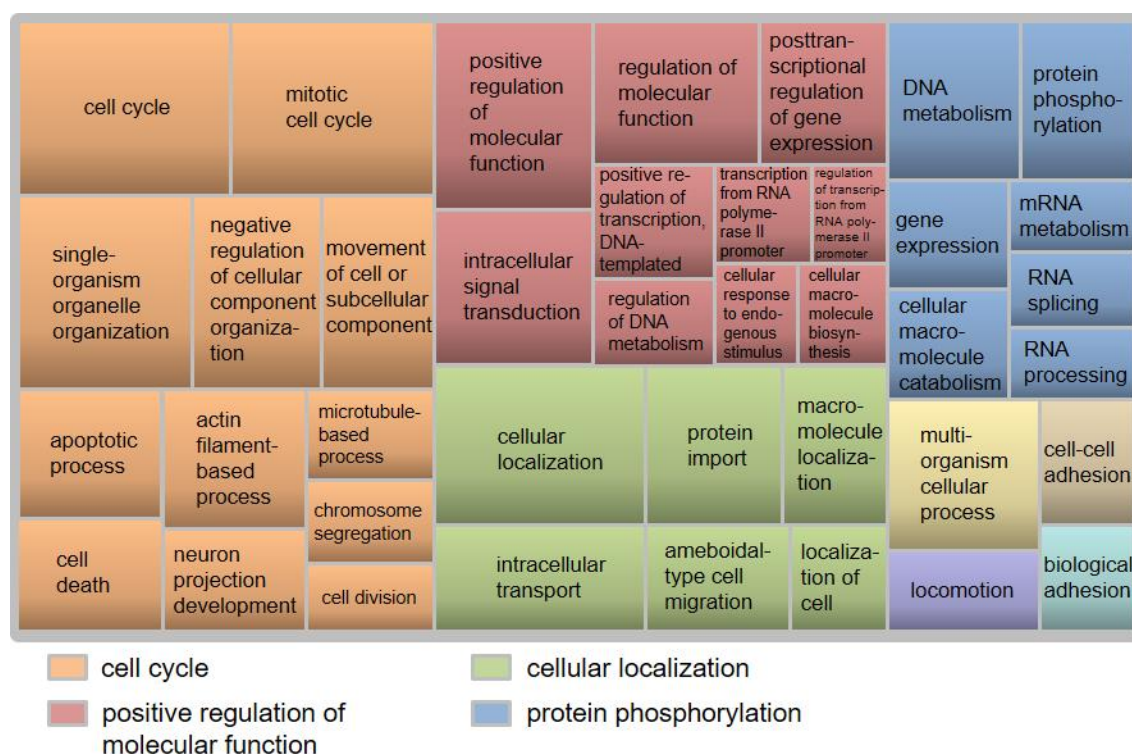 cell cycle
mitotic
cell cycle
single-
organism
organelle
organization
negative
regulation
of cellular
component
organiza-
tion
movement
of cell or
subcellular
component
apoptotic
process
actin
filament-
based
process
microtubule-
based
process
chromosome
segregation
cell
death
neuron
projection
development
cell division
positive
regulation
of
molecular
function
regulation of
molecular
function
posttran-
scriptional
regulation
of gene
expression
intracellular
signal
transduction
positive re-
gulation of
transcription,
DNA-
templated
transcription
from RNA
polyme-
rase II
promoter
regulation
of transcrip-
tion from
RNA poly-
merase II
promoter
regulation
of DNA
metabolism
cellular
response
to endo-
genous
stimulus
cellular
macro-
molecule
biosyn-
thesis
cellular
localization
protein
import
macro-
molecule
localiza-
tion
intracellular
transport
ameboidal-
type cell
migration
localiza-
tion of
cell
DNA
metabolism
protein
phospho-
rylation
gene
expression
mRNA
metabolism
RNA
splicing
cellular
macro-
molecule
catabolism
RNA
processing
multi-
organism
cellular
process
cell-cell
adhesion
locomotion
biological
adhesion
cell cycle
positive regulation of
molecular function
cellular localization
protein phosphorylation